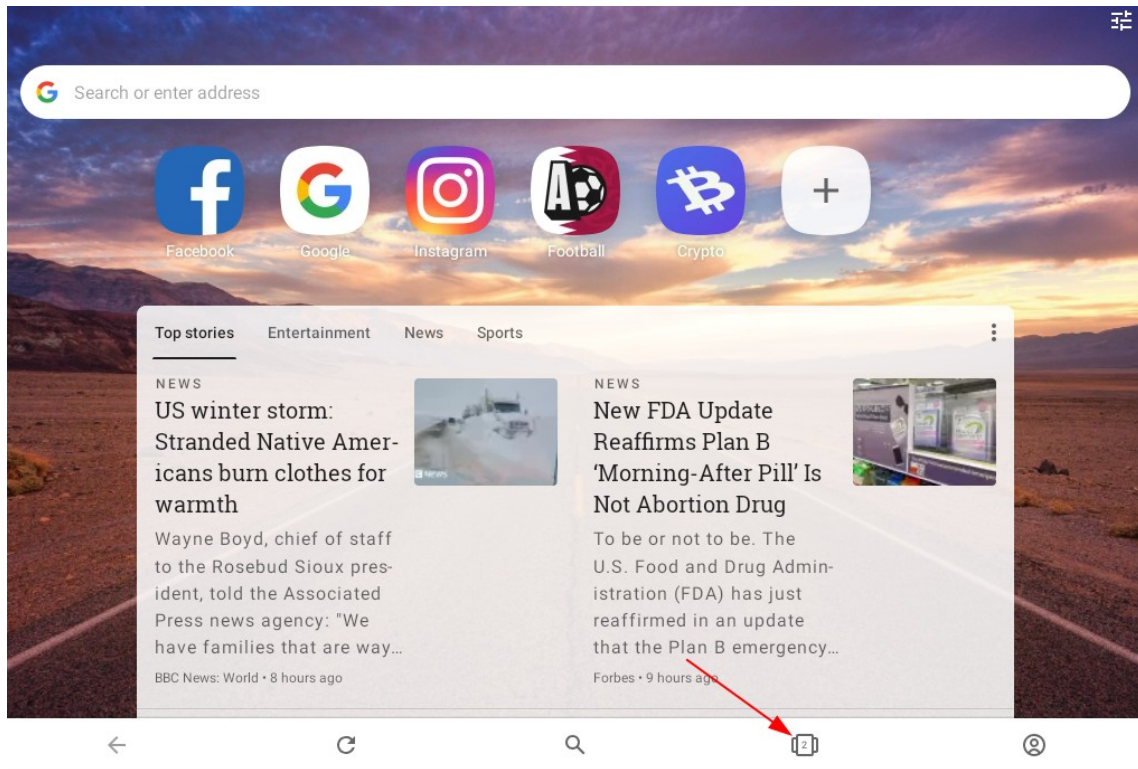 Search or enter address
Facebook
Google
Instagram
Football
Crypto
Top stories
Entertainment
News
Sports
NEWS
US winter storm:
Stranded Native Amer-
icans burn clothes for
warmth
Wayne Boyd, chief of staff
to the Rosebud Sioux pres-
ident, told the Associated
Press news agency: "We
have families that are way…
BBC News: World • 8 hours ago
NEWS
NEWS
New FDA Update
Reaffirms Plan B
‘Morning-After Pill’ Is
Not Abortion Drug
To be or not to be. The
U.S. Food and Drug Admin-
istration (FDA) has just
reaffirmed in an update
that the Plan B emergency…
Forbes • 9 hours ago
2